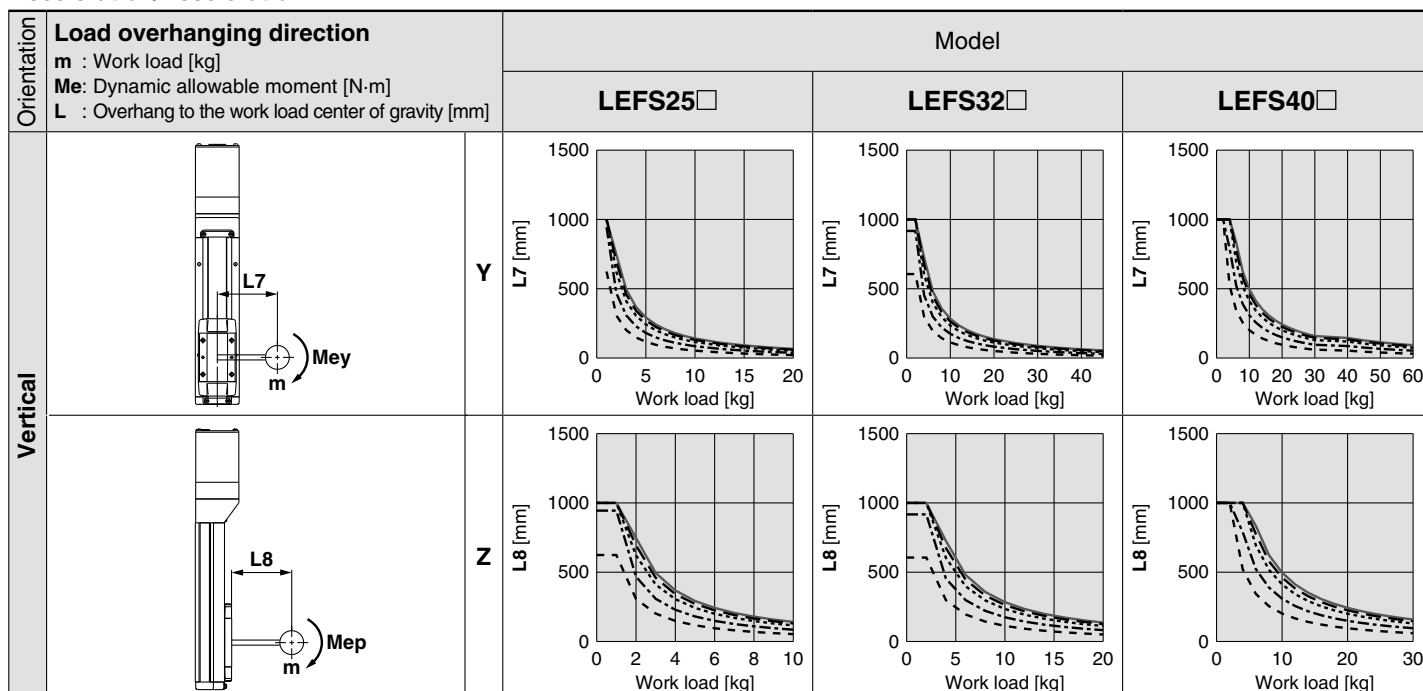 Orientation
Load overhanging direction
m : Work load [kg]
Me: Dynamic allowable moment [N·m]
L : Overhang to the work load center of gravity [mm]
Model
LEFS25□
LEFS32□
LEFS40□
Vertical
L7
Mey
m
Y
L7 [mm]
1500
1000
500
0
0 5 10 15 20
Work load [kg]
L7 [mm]
1500
1000
500
0
0 10 20 30 40
Work load [kg]
L7 [mm]
1500
1000
500
0
0 10 20 30 40 50 60
Work load [kg]
L8
Mep
m
Z
L8 [mm]
1500
1000
500
0
0 2 4 6 8 10
Work load [kg]
L8 [mm]
1500
1000
500
0
0 5 10 15 20
Work load [kg]
L8 [mm]
1500
1000
500
0
0 10 20 30
Work load [kg]